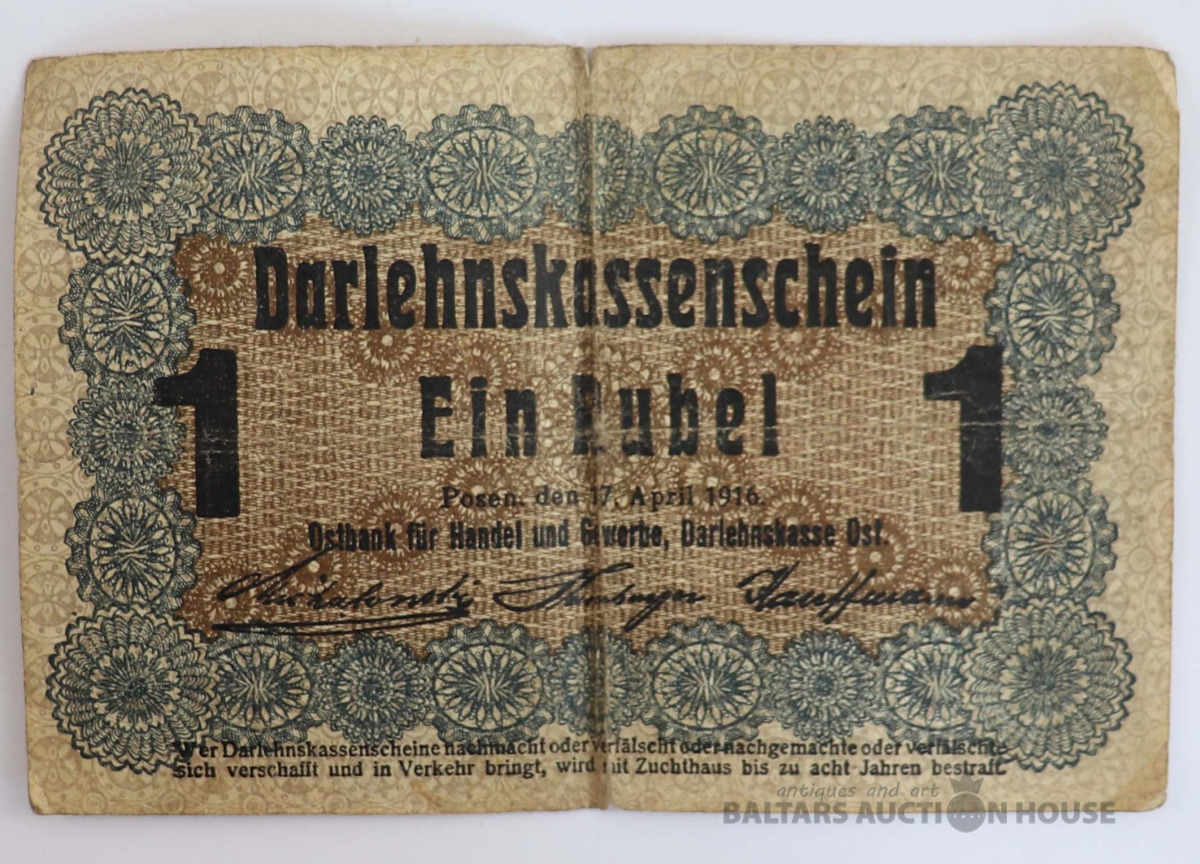 Darlehnskassenschein
1 Ein Rubel 1
Posen, den 17. April 1916.
Ostbank für Handel und Gewerbe, Darlehnskasse Ost.
Kauffmann
Wer Darlehnskassenscheine nachmacht oder verfälscht oder nachgemachte oder verfälschte
sich verschafft und in Verkehr bringt, wird mit Zuchthaus bis zu acht Jahren bestraft.
antiques and art
BALTARS AUCTION HOUSE